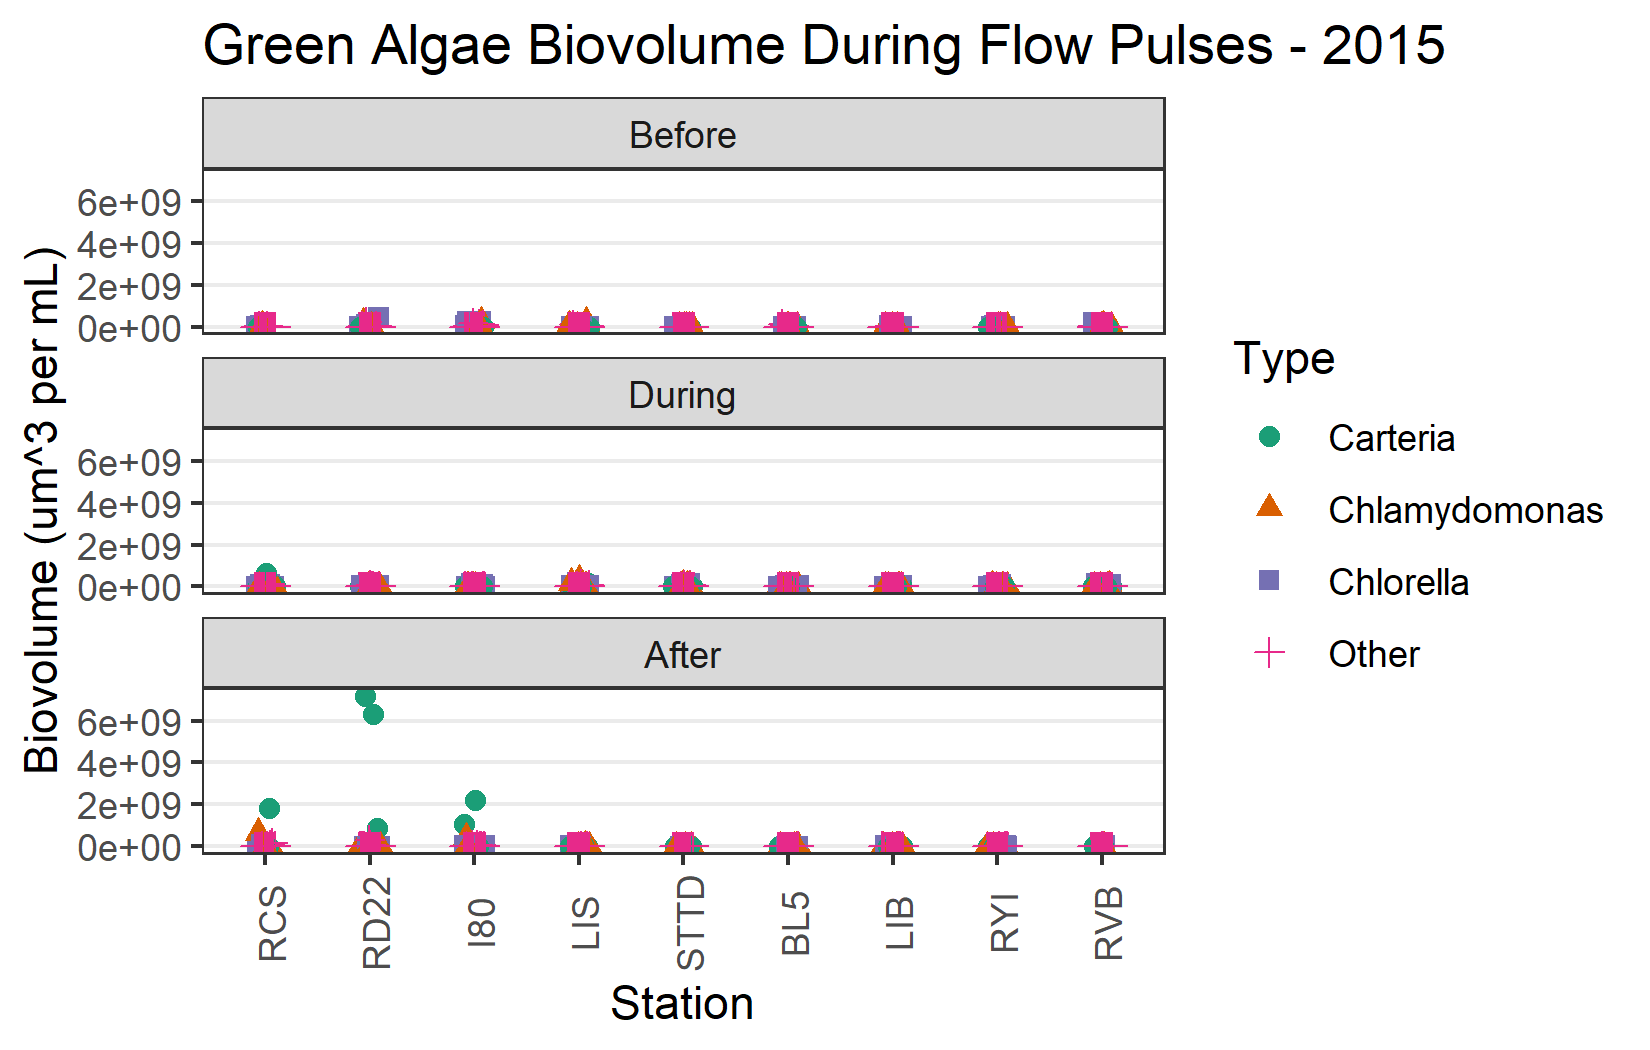 Green Algae Biovolume During Flow Pulses - 2015
Before
6e+09
4e+09
2e+09
0e+00
During
6e+09
4e+09
2e+09
0e+00
After
6e+09
4e+09
2e+09
0e+00
Biovolume (um^3 per mL)
RCS
RD22
I80
LIS
STTD
BL5
LIB
RYI
RVB
Station
Type
Carteria
Chlamydomonas
Chlorella
Other